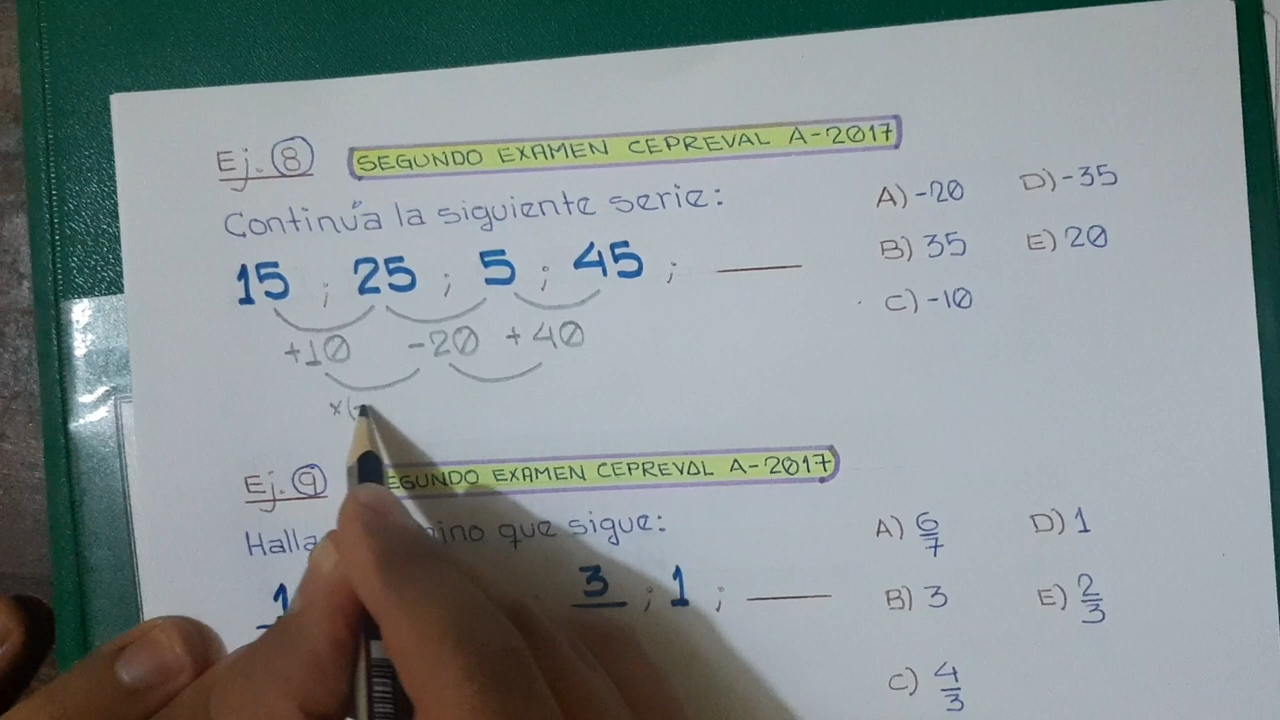 Ej. 8 SEGUNDO EXAMEN CEPREVAL A-2017
Continúa la siguiente serie:
15 ; 25 ; 5 ; 45 ; ____
+10 -20 +40
×(-
A) -20 D) -35
B) 35 E) 20
C) -10
Ej. 9 EGUNDO EXAMEN CEPREVAL A-2017
Halla que sigue:
1 3 ; 1 ; ____
A) 6/7 D) 1
B) 3 E) 2/3
C) 4/3